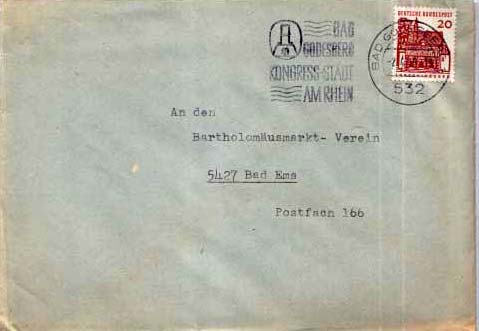 BAD
GODESBERG
KONGRESS-STADT
AM RHEIN
DEUTSCHE BUNDESPOST
20
BAD
532
An den
Bartholomäusmarkt- Verein
5427 Bad Ems
Postfach 166